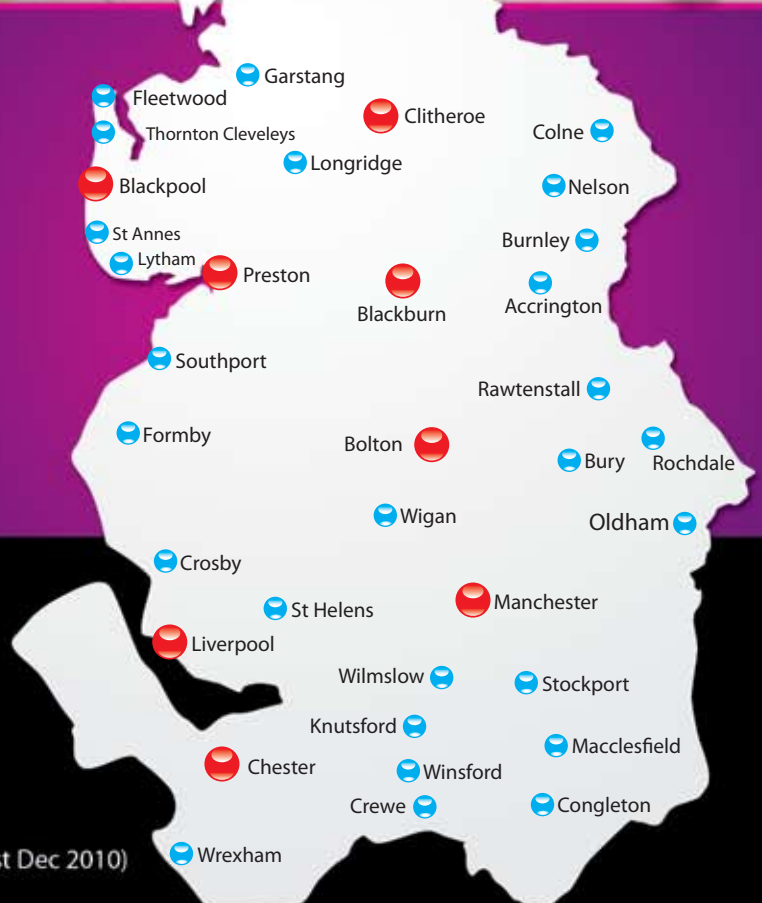 Garstang
Fleetwood
Clitheroe
Thornton Cleveleys
Colne
Longridge
Blackpool
Nelson
St Annes
Burnley
Lytham
Preston
Accrington
Blackburn
Southport
Rawtenstall
Formby
Bolton
Bury
Rochdale
Wigan
Oldham
Crosby
St Helens
Manchester
Liverpool
Wilmslow
Stockport
Knutsford
Macclesfield
Chester
Winsford
Crewe
Congleton
Wrexham
st Dec 2010)